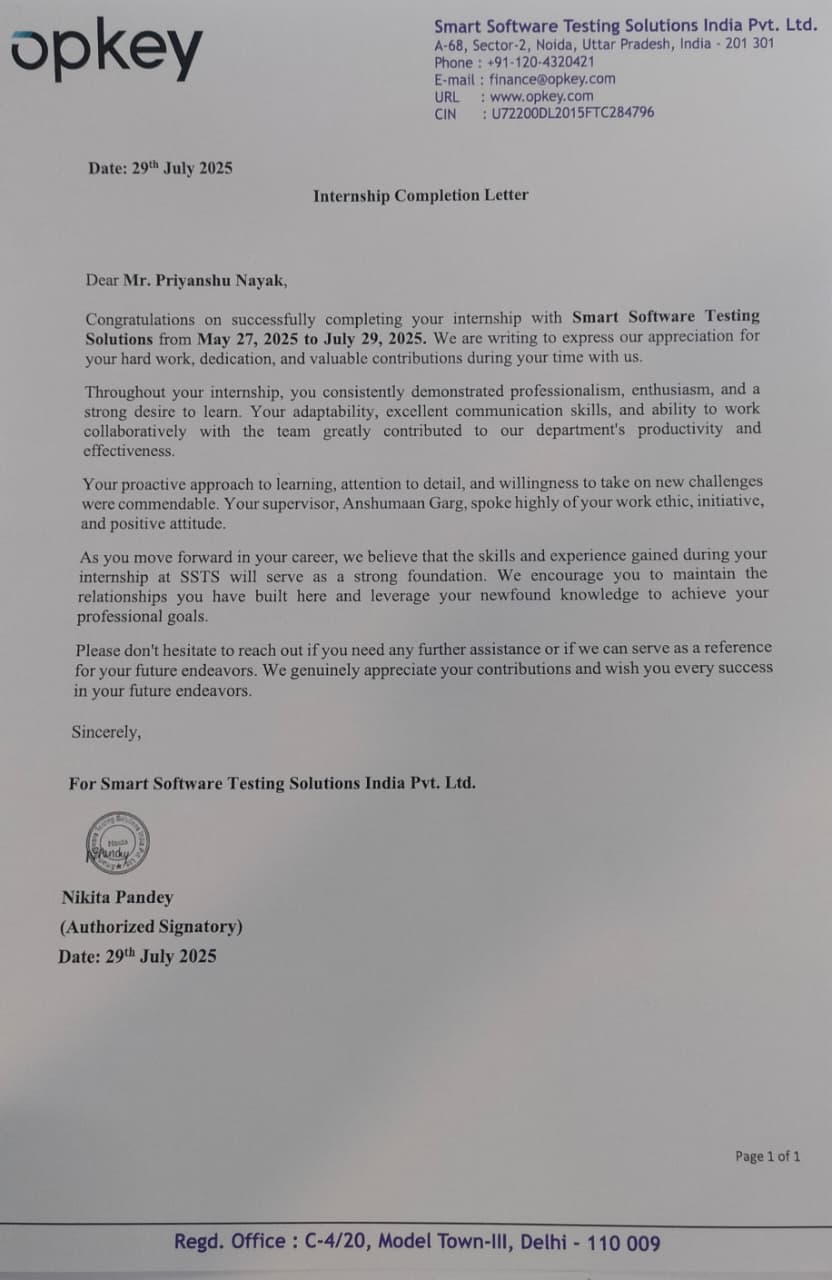 opkey
Smart Software Testing Solutions India Pvt. Ltd.
A-68, Sector-2, Noida, Uttar Pradesh, India - 201 301
Phone : +91-120-4320421
E-mail : finance@opkey.com
URL : www.opkey.com
CIN : U72200DL2015FTC284796
Date: 29th July 2025
Internship Completion Letter
Dear Mr. Priyanshu Nayak,
Congratulations on successfully completing your internship with Smart Software Testing
Solutions from May 27, 2025 to July 29, 2025. We are writing to express our appreciation for
your hard work, dedication, and valuable contributions during your time with us.
Throughout your internship, you consistently demonstrated professionalism, enthusiasm, and a
strong desire to learn. Your adaptability, excellent communication skills, and ability to work
collaboratively with the team greatly contributed to our department's productivity and
effectiveness.
Your proactive approach to learning, attention to detail, and willingness to take on new challenges
were commendable. Your supervisor, Anshumaan Garg, spoke highly of your work ethic, initiative,
and positive attitude.
As you move forward in your career, we believe that the skills and experience gained during your
internship at SSTS will serve as a strong foundation. We encourage you to maintain the
relationships you have built here and leverage your newfound knowledge to achieve your
professional goals.
Please don't hesitate to reach out if you need any further assistance or if we can serve as a reference
for your future endeavors. We genuinely appreciate your contributions and wish you every success
in your future endeavors.
Sincerely,
For Smart Software Testing Solutions India Pvt. Ltd.
Noida
Nikita Pandey
(Authorized Signatory)
Date: 29th July 2025
Page 1 of 1
Regd. Office : C-4/20, Model Town-III, Delhi - 110 009